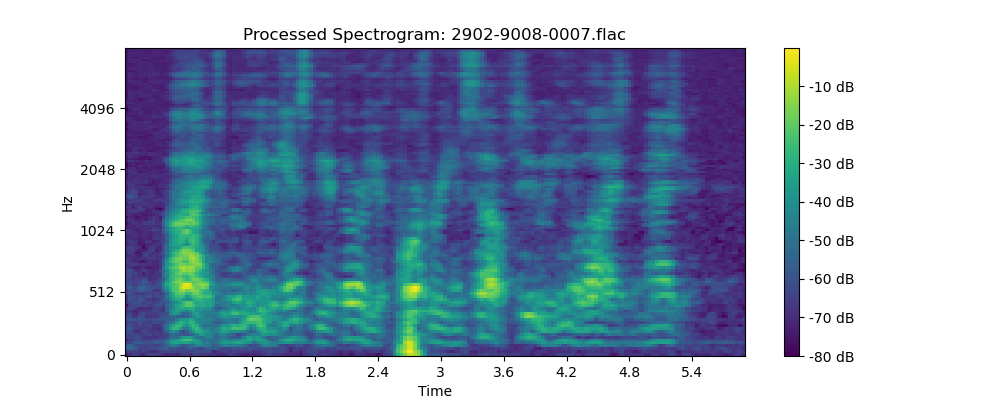 Processed Spectrogram: 2902-9008-0007.flac
Hz
4096
2048
1024
512
0
0 0.6 1.2 1.8 2.4 3 3.6 4.2 4.8 5.4
Time
-10 dB
-20 dB
-30 dB
-40 dB
-50 dB
-60 dB
-70 dB
-80 dB